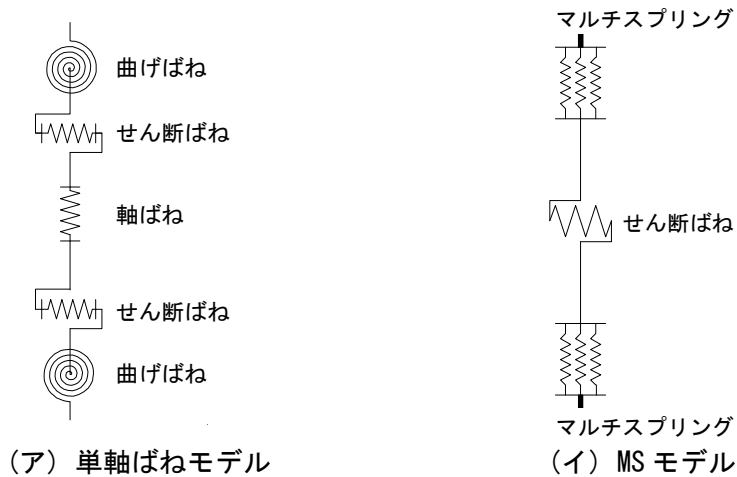 曲げばね
せん断ばね
軸ばね
せん断ばね
曲げばね
(ア) 単軸ばねモデル
マルチスプリング
せん断ばね
マルチスプリング
(イ) MS モデル